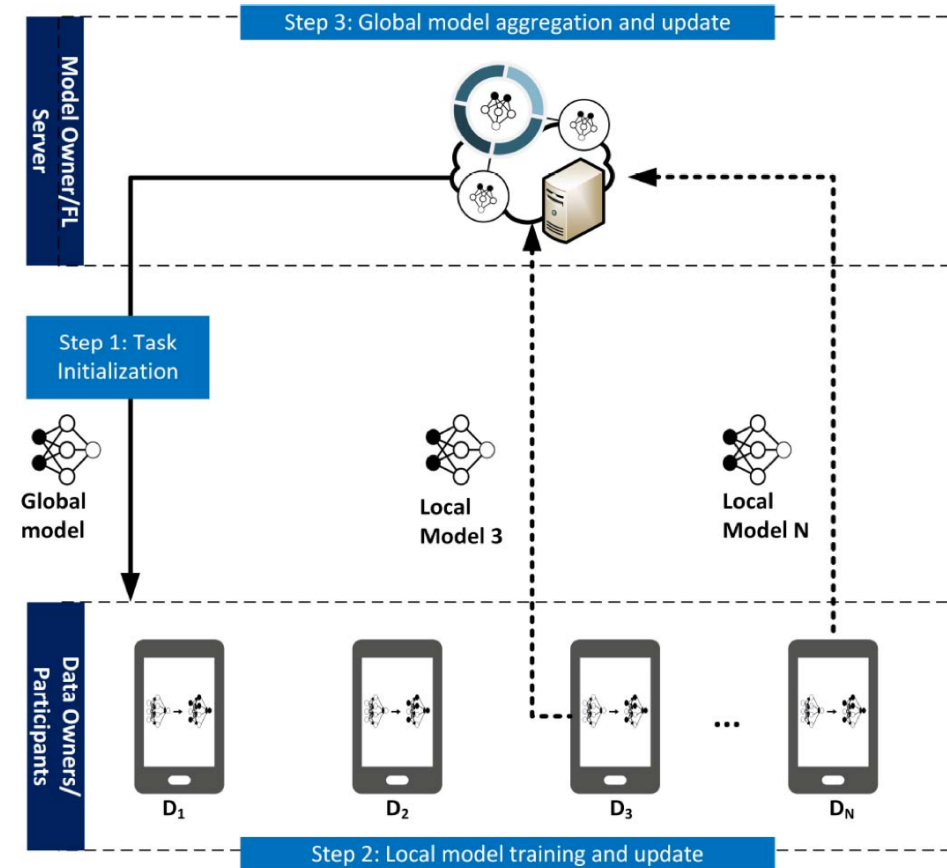 Step 3: Global model aggregation and update
Model Owner/FL
Server
Step 1: Task
Initialization
Global
model
Local
Model 3
Local
Model N
Data Owners/
Participants
D₁
D₂
D₃
...
D_N
Step 2: Local model training and update